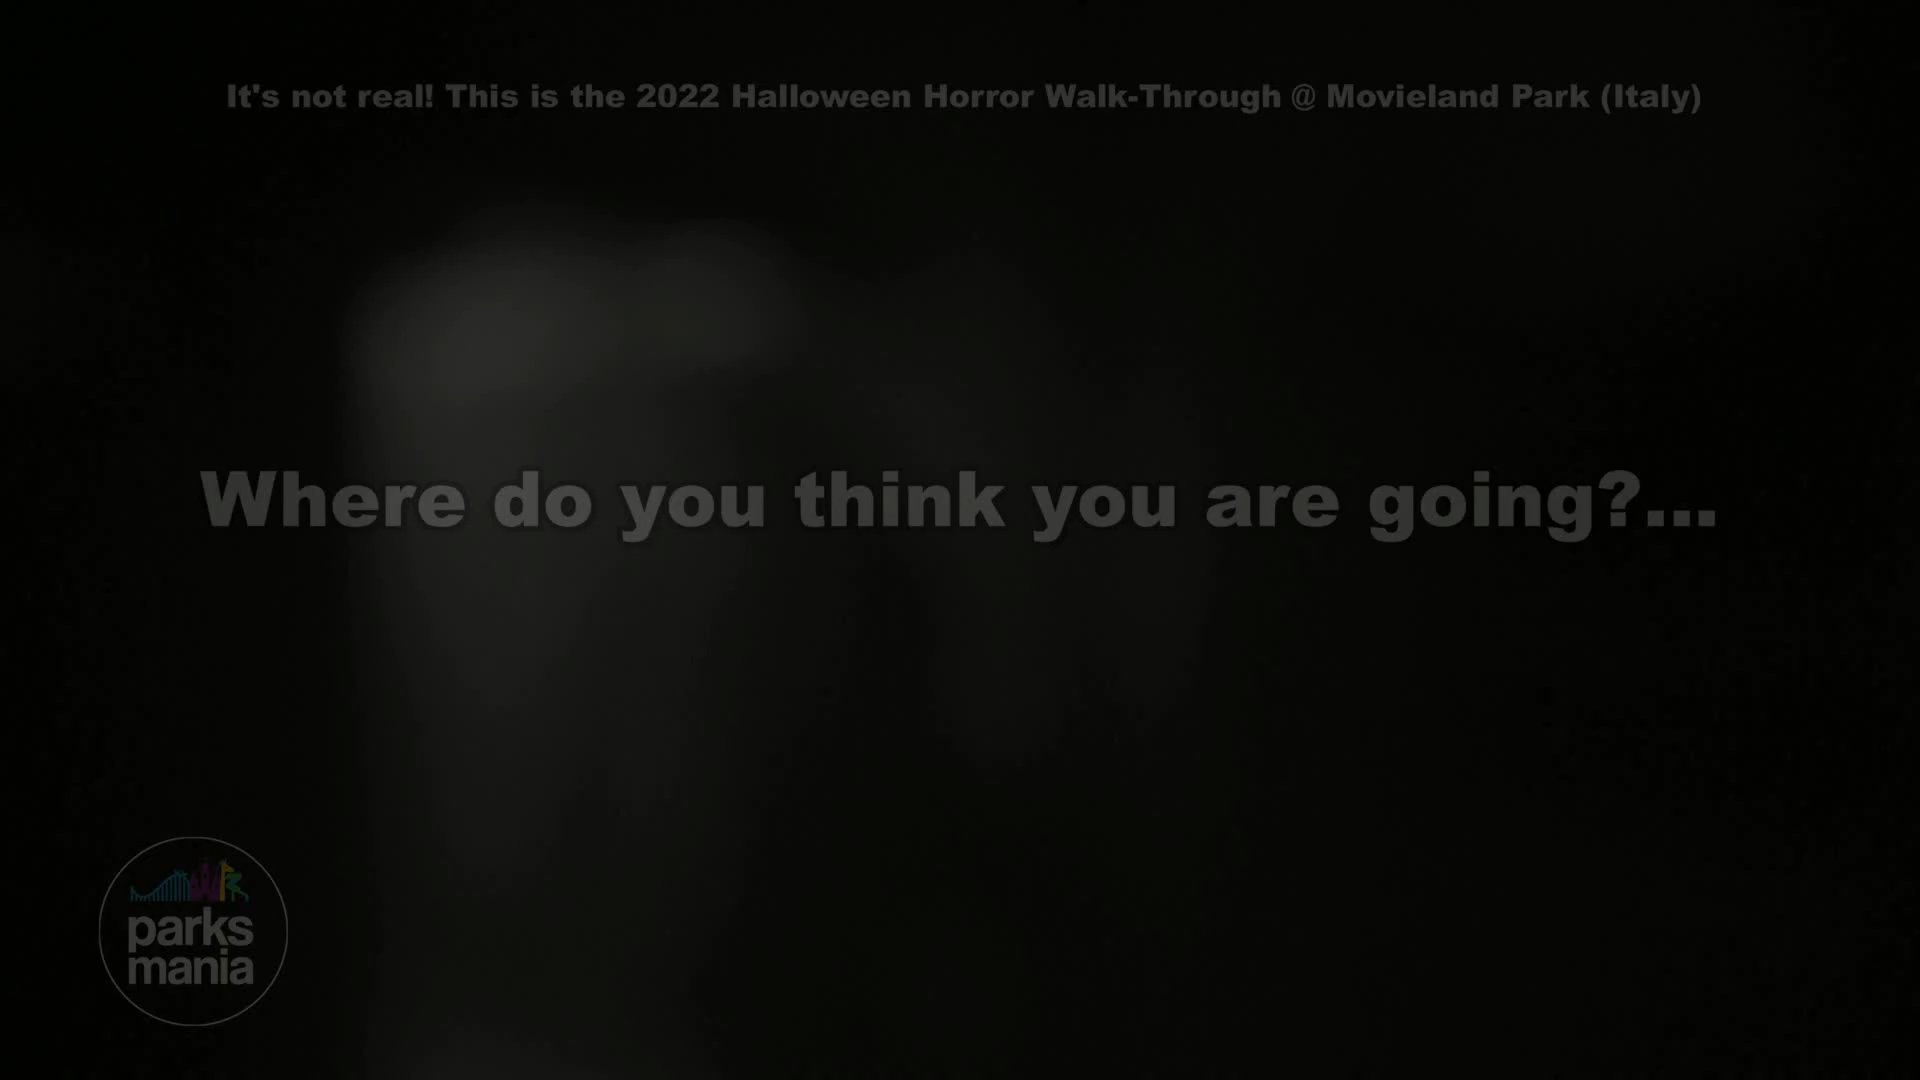 It's not real! This is the 2022 Halloween Horror Walk-Through @ Movieland Park (Italy)
Where do you think you are going?...
parks
mania